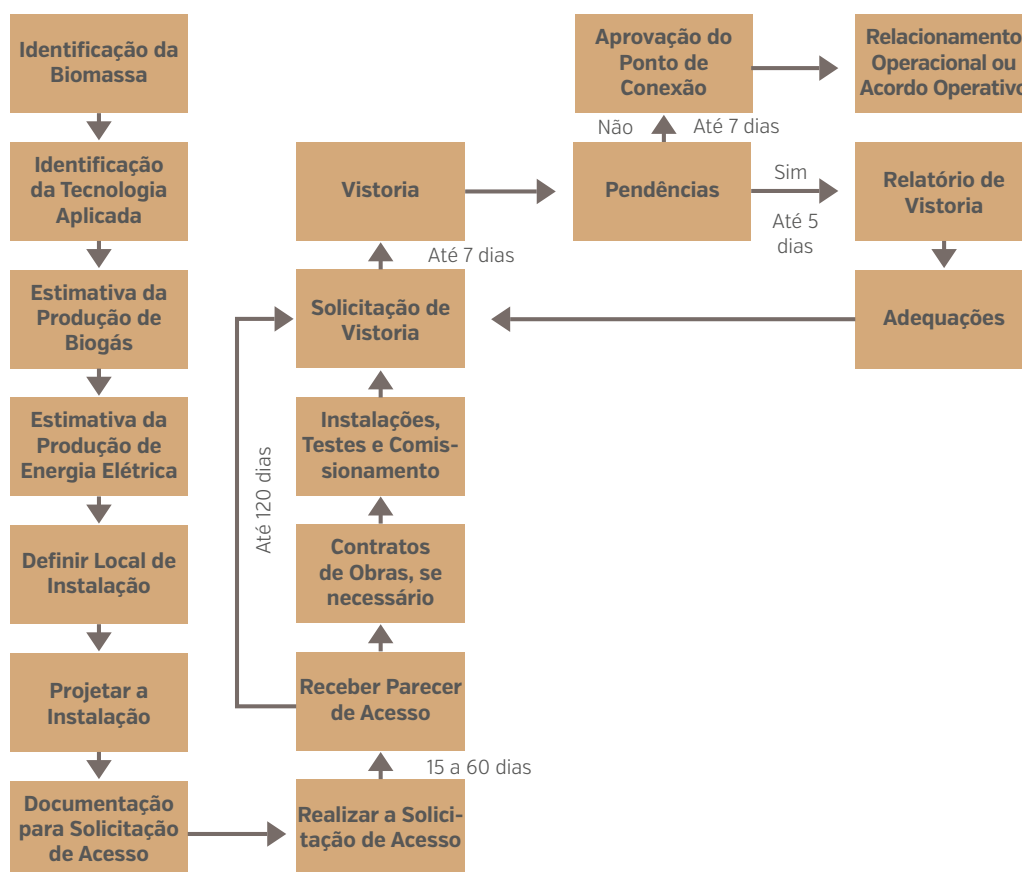 Identificação da
Biomassa
Identificação
da Tecnologia
Aplicada
Estimativa da
Produção de
Biogás
Estimativa da
Produção de
Energia Elétrica
Definir Local de
Instalação
Projetar a
Instalação
Documentação
para Solicitação
de Acesso
Realizar a Solici-
tação de Acesso
15 a 60 dias
Receber Parecer
de Acesso
Até 120 dias
Contratos
de Obras, se
necessário
Instalações,
Testes e Comis-
sionamento
Solicitação de
Vistoria
Até 7 dias
Vistoria
Pendências
Não
Até 7 dias
Aprovação do
Ponto de
Conexão
Relacionamento
Operacional ou
Acordo Operativo
Sim
Até 5
dias
Relatório de
Vistoria
Adequações